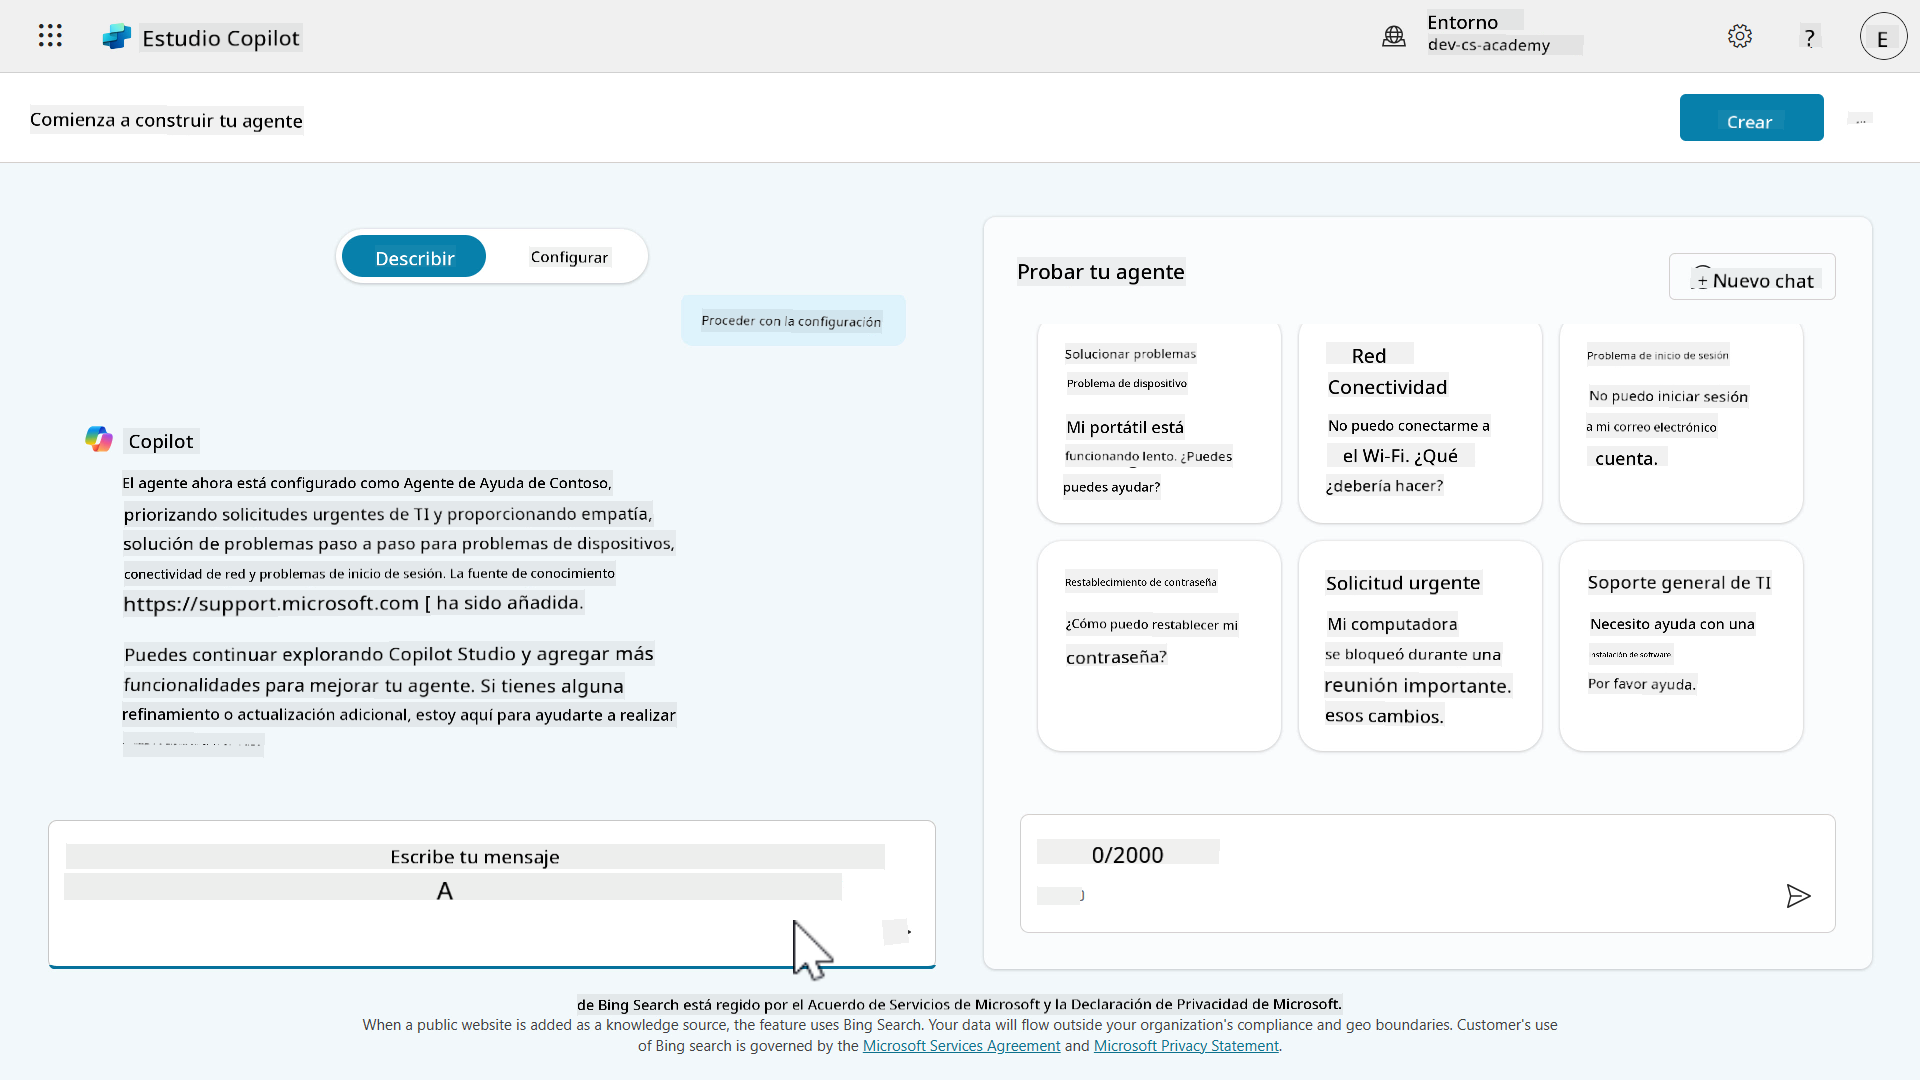 Estudio Copilot
Entorno
dev-cs-academy
?
E
Comienza a construir tu agente
Crear
...
Describir
Configurar
Proceder con la configuración
Copilot
El agente ahora está configurado como Agente de Ayuda de Contoso,
priorizando solicitudes urgentes de TI y proporcionando empatía,
solución de problemas paso a paso para problemas de dispositivos,
conectividad de red y problemas de inicio de sesión. La fuente de conocimiento
https://support.microsoft.com [ ha sido añadida.
Puedes continuar explorando Copilot Studio y agregar más
funcionalidades para mejorar tu agente. Si tienes alguna
refinamiento o actualización adicional, estoy aquí para ayudarte a realizar
Escribe tu mensaje
A
Probar tu agente
+ Nuevo chat
Solucionar problemas
Problema de dispositivo
Mi portátil está
funcionando lento. ¿Puedes
puedes ayudar?
Red
Conectividad
No puedo conectarme a
el Wi-Fi. ¿Qué
¿debería hacer?
Problema de inicio de sesión
No puedo iniciar sesión
a mi correo electrónico
cuenta.
Restablecimiento de contraseña
¿Cómo puedo restablecer mi
contraseña?
Solicitud urgente
Mi computadora
se bloqueó durante una
reunión importante.
esos cambios.
Soporte general de TI
Necesito ayuda con una
instalación de software
Por favor ayuda.
0/2000
de Bing Search está regido por el Acuerdo de Servicios de Microsoft y la Declaración de Privacidad de Microsoft.
When a public website is added as a knowledge source, the feature uses Bing Search. Your data will flow outside your organization's compliance and geo boundaries. Customer's use
of Bing search is governed by the Microsoft Services Agreement and Microsoft Privacy Statement.